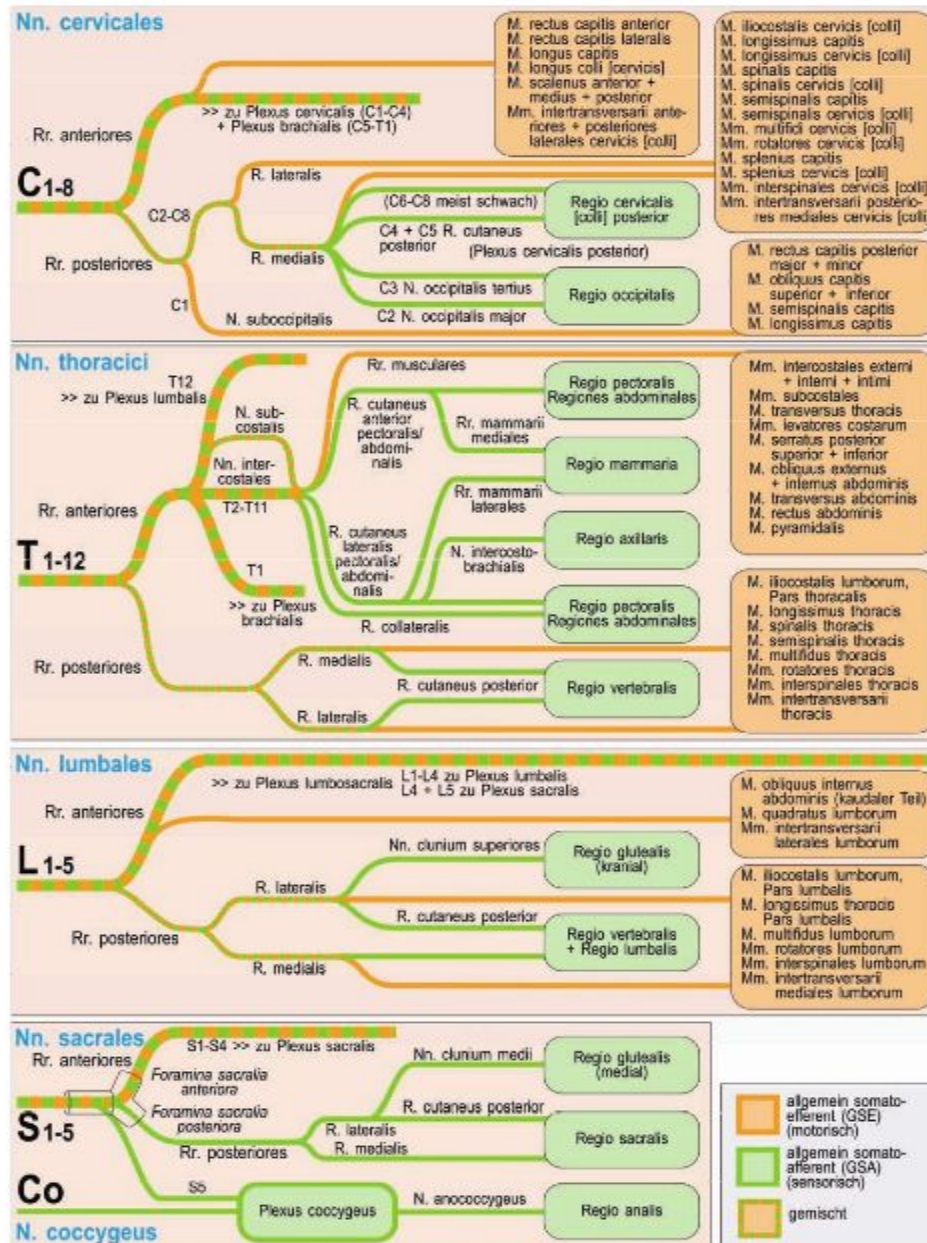 Nn. cervicales
Rr. anteriores
>> zu Plexus cervicalis (C1-C4)
+ Plexus brachialis (C5-T1)
C1-8
C2-C8
Rr. posteriores
C1
R. lateralis
R. medialis
N. suboccipitalis
(C6-C8 meist schwach)
C4 + C5 R. cutaneus
posterior
(Plexus cervicalis posterior)
C3 N. occipitalis tertius
C2 N. occipitalis major
Regio cervicalis
[colli] posterior
Regio occipitalis
M. rectus capitis anterior
M. rectus capitis lateralis
M. longus capitis
M. longus colli [cervicis]
M. scalenus anterior +
medius + posterior
Mm. intertransversarii ante-
riores + posteriores
laterales cervicis [colli]
M. iliocostalis cervicis [colli]
M. longissimus capitis
M. longissimus cervicis [colli]
M. spinalis capitis
M. spinalis cervicis [colli]
M. semispinalis capitis
M. semispinalis cervicis [colli]
Mm. multifidi cervicis [colli]
Mm. rotatores cervicis [colli]
M. splenius capitis
M. splenius cervicis [colli]
Mm. interspinales cervicis [colli]
Mm. intertransversarii posterio-
res mediales cervicis [colli]
M. rectus capitis posterior
major + minor
M. obliquus capitis
superior + inferior
M. semispinalis capitis
M. longissimus capitis
Nn. thoracici
T12
>> zu Plexus lumbalis
N. sub-
costalis
Nn. inter-
costales
T2-T11
Rr. anteriores
T1-12
T1
>> zu Plexus
brachialis
Rr. posteriores
Rr. musculares
R. cutaneus
anterior
pectoralis/
abdomi-
nalis
Rr. mammarii
mediales
Rr. mammarii
laterales
R. cutaneus
lateralis
pectoralis/
abdomi-
nalis
N. intercosto-
brachialis
R. collateralis
R. medialis
R. cutaneus posterior
R. lateralis
Regio pectoralis
Regiones abdominales
Regio mammaria
Regio axillaris
Regio pectoralis
Regiones abdominales
Regio vertebralis
Mm. intercostales externi
+ interni + intimi
Mm. subcostales
M. transversus thoracis
Mm. levatores costarum
M. serratus posterior
superior + inferior
M. obliquus externus
+ internus abdominis
M. transversus abdominis
M. rectus abdominis
M. pyramidalis
M. iliocostalis lumborum,
Pars thoracalis
M. longissimus thoracis
M. spinalis thoracis
M. semispinalis thoracis
M. multifidus thoracis
Mm. rotatores thoracis
Mm. interspinales thoracis
Mm. intertransversarii
thoracis
Nn. lumbales
>> zu Plexus lumbosacralis
L1-L4 zu Plexus lumbalis
L4 + L5 zu Plexus sacralis
Rr. anteriores
L1-5
Rr. posteriores
R. lateralis
R. medialis
Nn. clunium superiores
R. cutaneus posterior
Regio glutealis
(kranial)
Regio vertebralis
+ Regio lumbalis
M. obliquus internus
abdominis (kaudaler Teil)
M. quadratus lumborum
Mm. intertransversarii
laterales lumborum
M. iliocostalis lumborum,
Pars lumbalis
M. longissimus thoracis
Pars lumbalis
M. multifidus lumborum
Mm. rotatores lumborum
Mm. interspinales lumborum
Mm. intertransversarii
mediales lumborum
Nn. sacrales
Rr. anteriores
S1-S4 >> zu Plexus sacralis
Foramina sacralia
anteriora
Foramina sacralia
posteriora
S1-5
Rr. posteriores
Nn. clunium medii
R. cutaneus posterior
R. lateralis
R. medialis
Regio glutealis
(medial)
Regio sacralis
S5
Co
N. coccygeus
Plexus coccygeus
N. anococcygeus
Regio analis
allgemein somato-
efferent (GSE)
(motorisch)
allgemein somato-
afferent (GSA)
(sensorisch)
gemischt